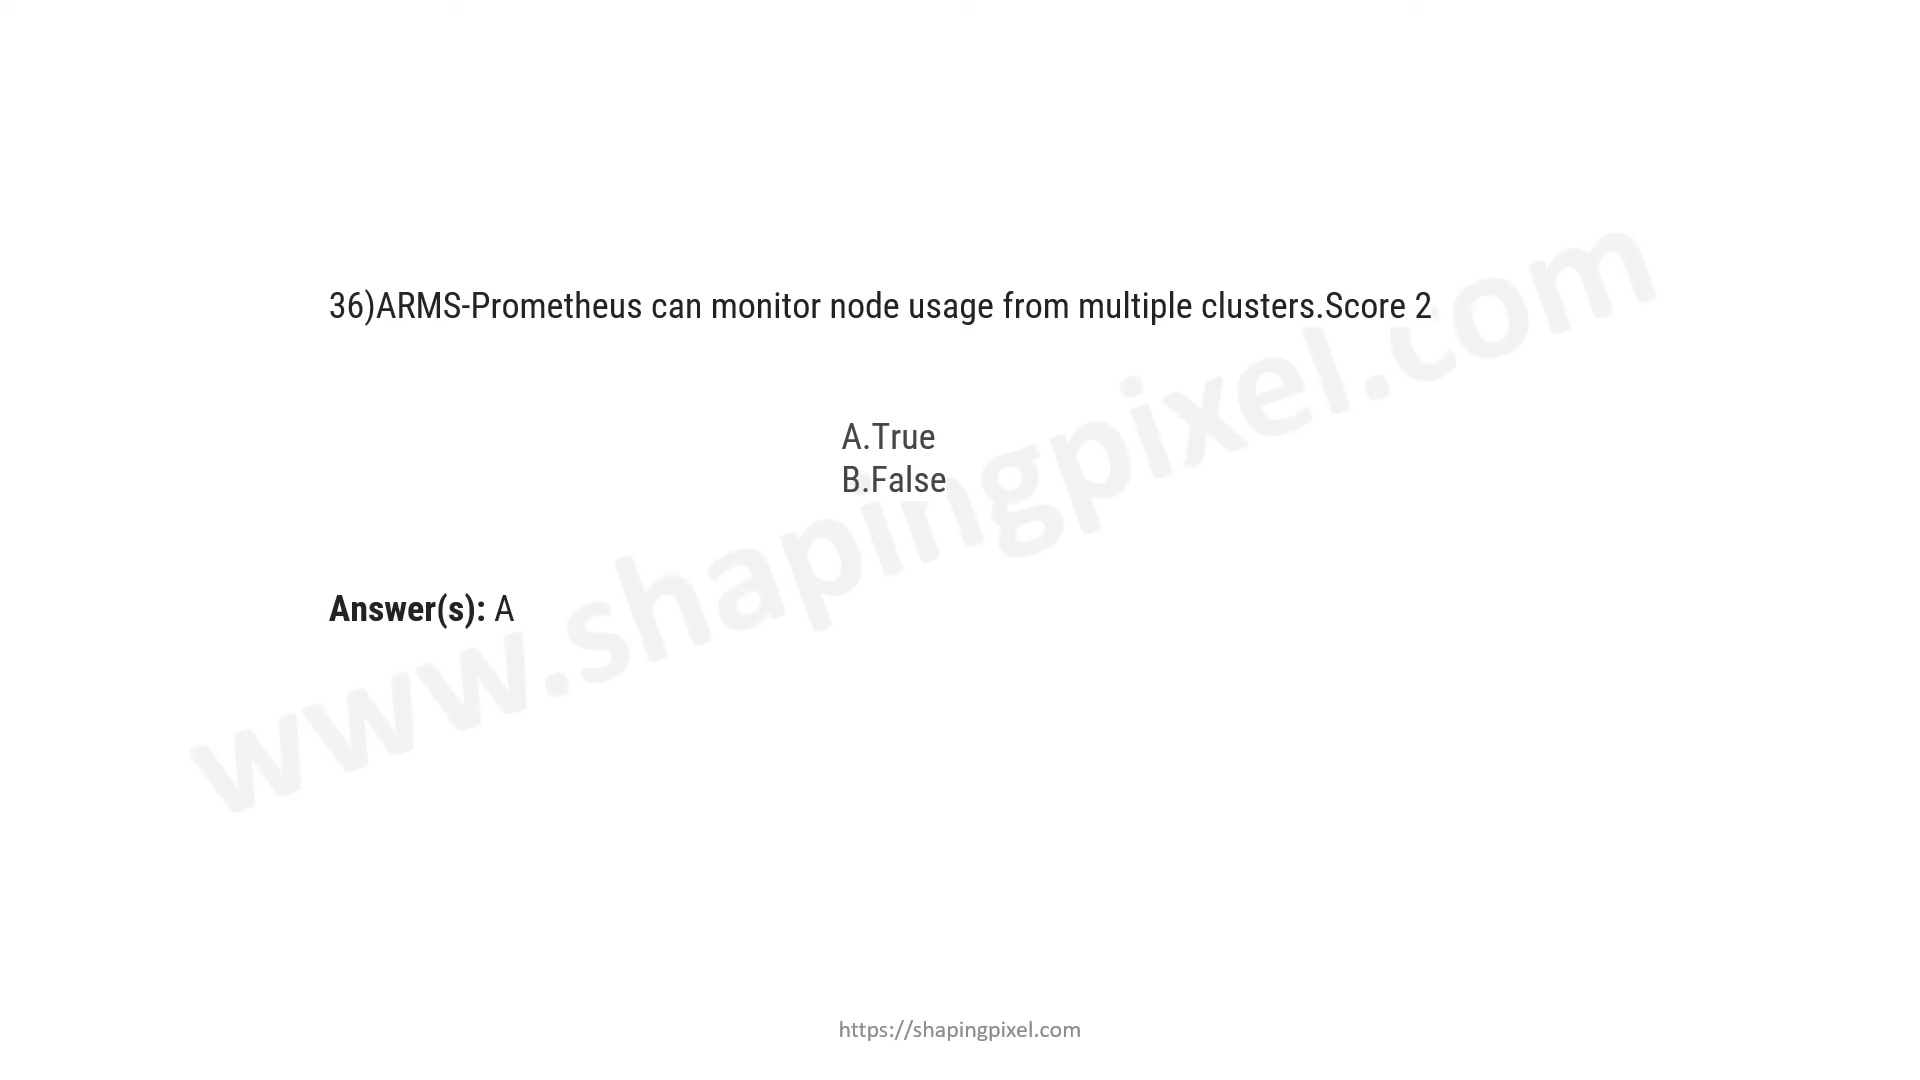 36)ARMS-Prometheus can monitor node usage from multiple clusters.Score 2
A.True
B.False
Answer(s): A
www.shapingpixel.com
https://shapingpixel.com